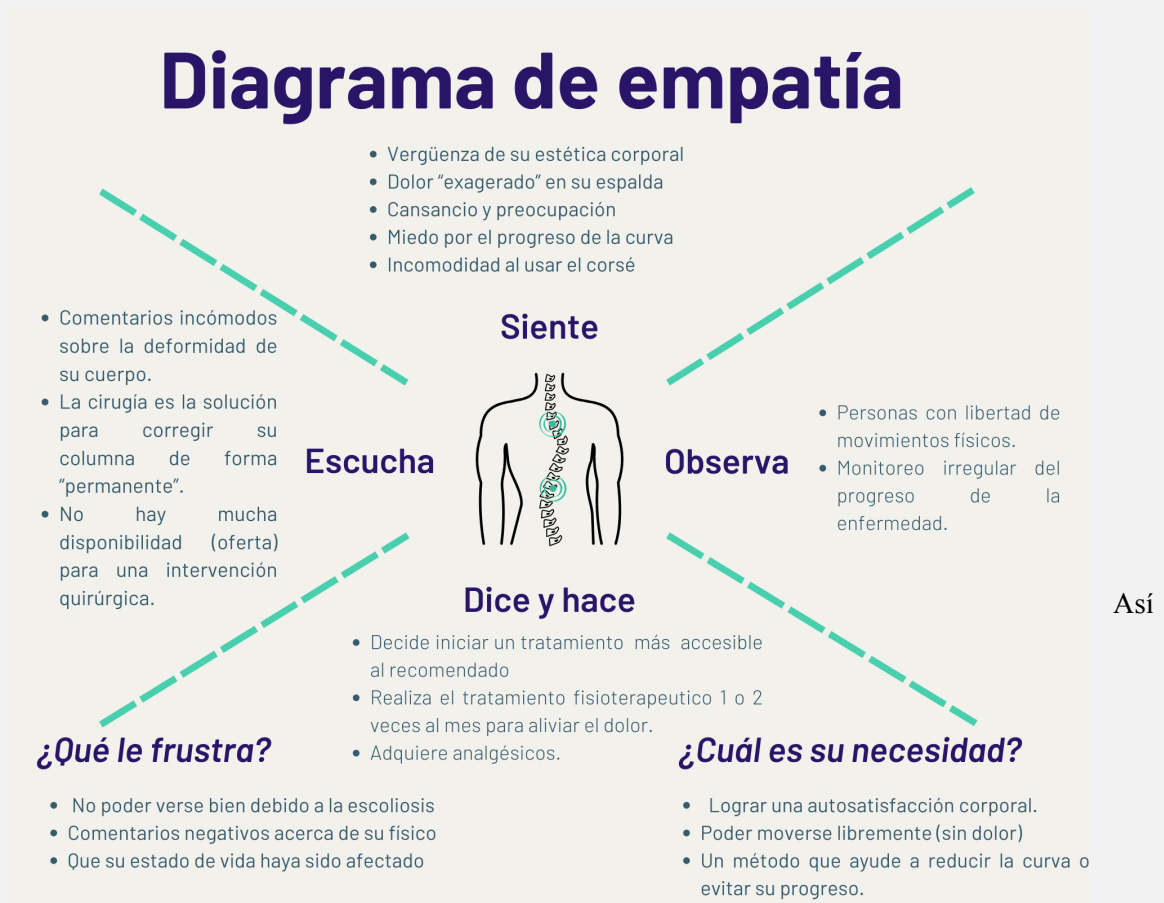 Diagrama de empatía
• Vergüenza de su estética corporal
• Dolor “exagerado” en su espalda
• Cansancio y preocupación
• Miedo por el progreso de la curva
• Incomodidad al usar el corsé
Siente
• Comentarios incómodos
sobre la deformidad de
su cuerpo.
• La cirugía es la solución
para corregir su
columna de forma
“permanente”.
• No hay mucha
disponibilidad (oferta)
para una intervención
quirúrgica.
Escucha
Observa
• Personas con libertad de
movimientos físicos.
• Monitoreo irregular del
progreso de la
enfermedad.
Así
Dice y hace
• Decide iniciar un tratamiento más accesible
al recomendado
• Realiza el tratamiento fisioterapeutico 1 o 2
veces al mes para aliviar el dolor.
• Adquiere analgésicos.
¿Qué le frustra?
• No poder verse bien debido a la escoliosis
• Comentarios negativos acerca de su físico
• Que su estado de vida haya sido afectado
¿Cuál es su necesidad?
• Lograr una autosatisfacción corporal.
• Poder moverse libremente (sin dolor)
• Un método que ayude a reducir la curva o
evitar su progreso.